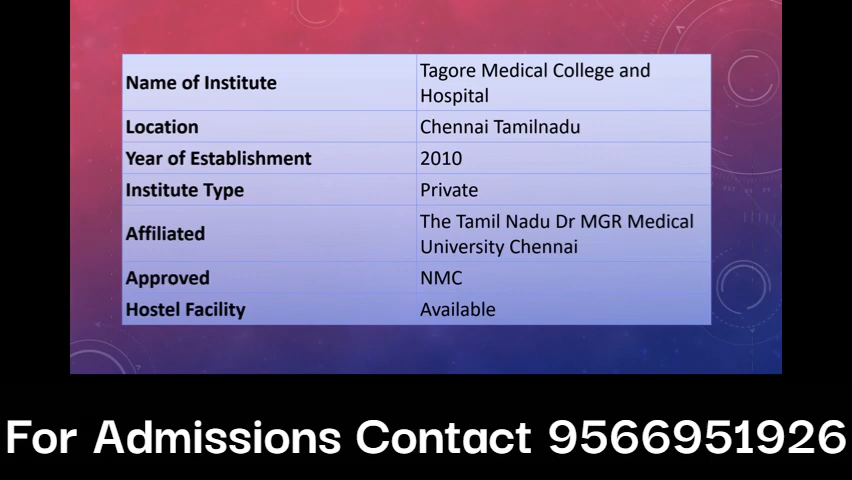 Name of Institute
Tagore Medical College and
Hospital
Location
Chennai Tamilnadu
Year of Establishment
2010
Institute Type
Private
Affiliated
The Tamil Nadu Dr MGR Medical
University Chennai
Approved
NMC
Hostel Facility
Available
For Admissions Contact 9566951926